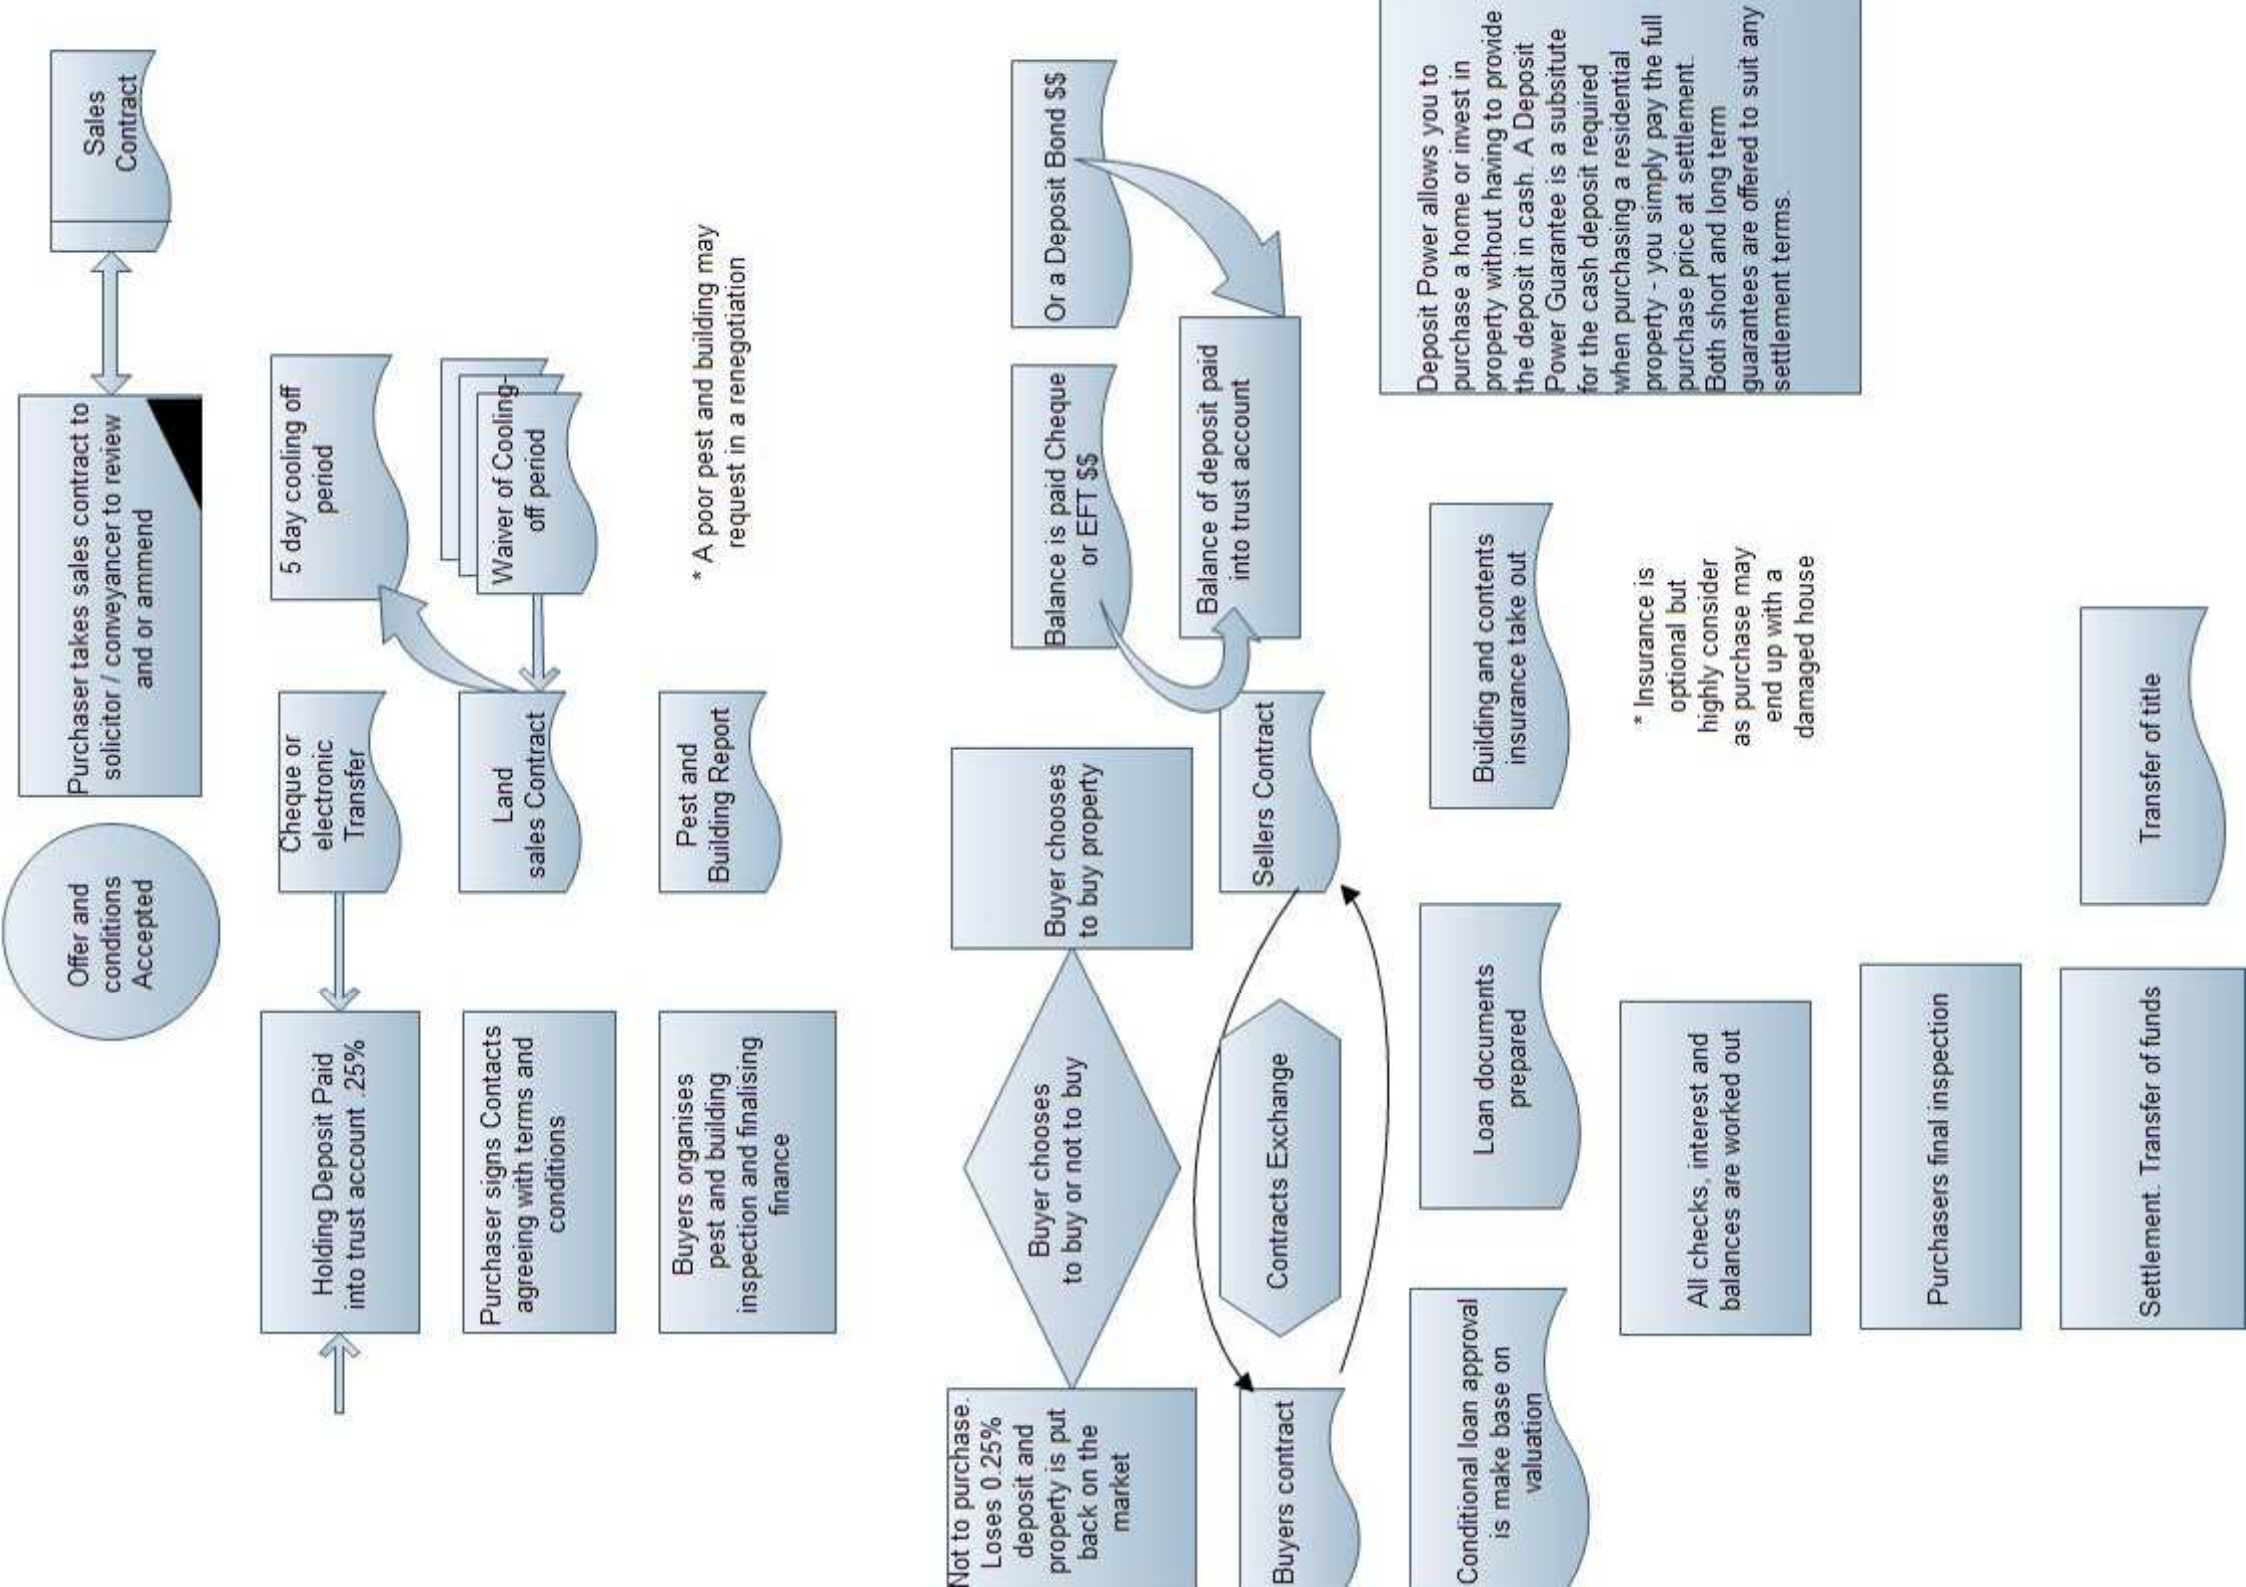 Offer and
conditions
Accepted
Purchaser takes sales contract to
solicitor / conveyancer to review
and or ammend
Sales
Contract
Holding Deposit Paid
into trust account .25%
Cheque or
electronic
Transfer
5 day cooling off
period
Purchaser signs Contacts
agreeing with terms and
conditions
Land
sales Contract
Waiver of Cooling-
off period
Buyers organises
pest and building
inspection and finalising
finance
Pest and
Building Report
* A poor pest and building may
request in a renegotiation
Not to purchase.
Loses 0.25%
deposit and
property is put
back on the
market
Buyer chooses
to buy or not to buy
Buyer chooses
to buy property
Balance is paid Cheque
or EFT $$
Or a Deposit Bond $$
Buyers contract
Contracts Exchange
Sellers Contract
Balance of deposit paid
into trust account
Conditional loan approval
is make base on
valuation
Loan documents
prepared
Building and contents
insurance take out
Deposit Power allows you to
purchase a home or invest in
property without having to provide
the deposit in cash. A Deposit
Power Guarantee is a subsitute
for the cash deposit required
when purchasing a residential
property - you simply pay the full
purchase price at settlement.
Both short and long term
guarantees are offered to suit any
settlement terms.
All checks, interest and
balances are worked out
* Insurance is
optional but
highly consider
as purchase may
end up with a
damaged house
Purchasers final inspection
Settlement. Transfer of funds
Transfer of title